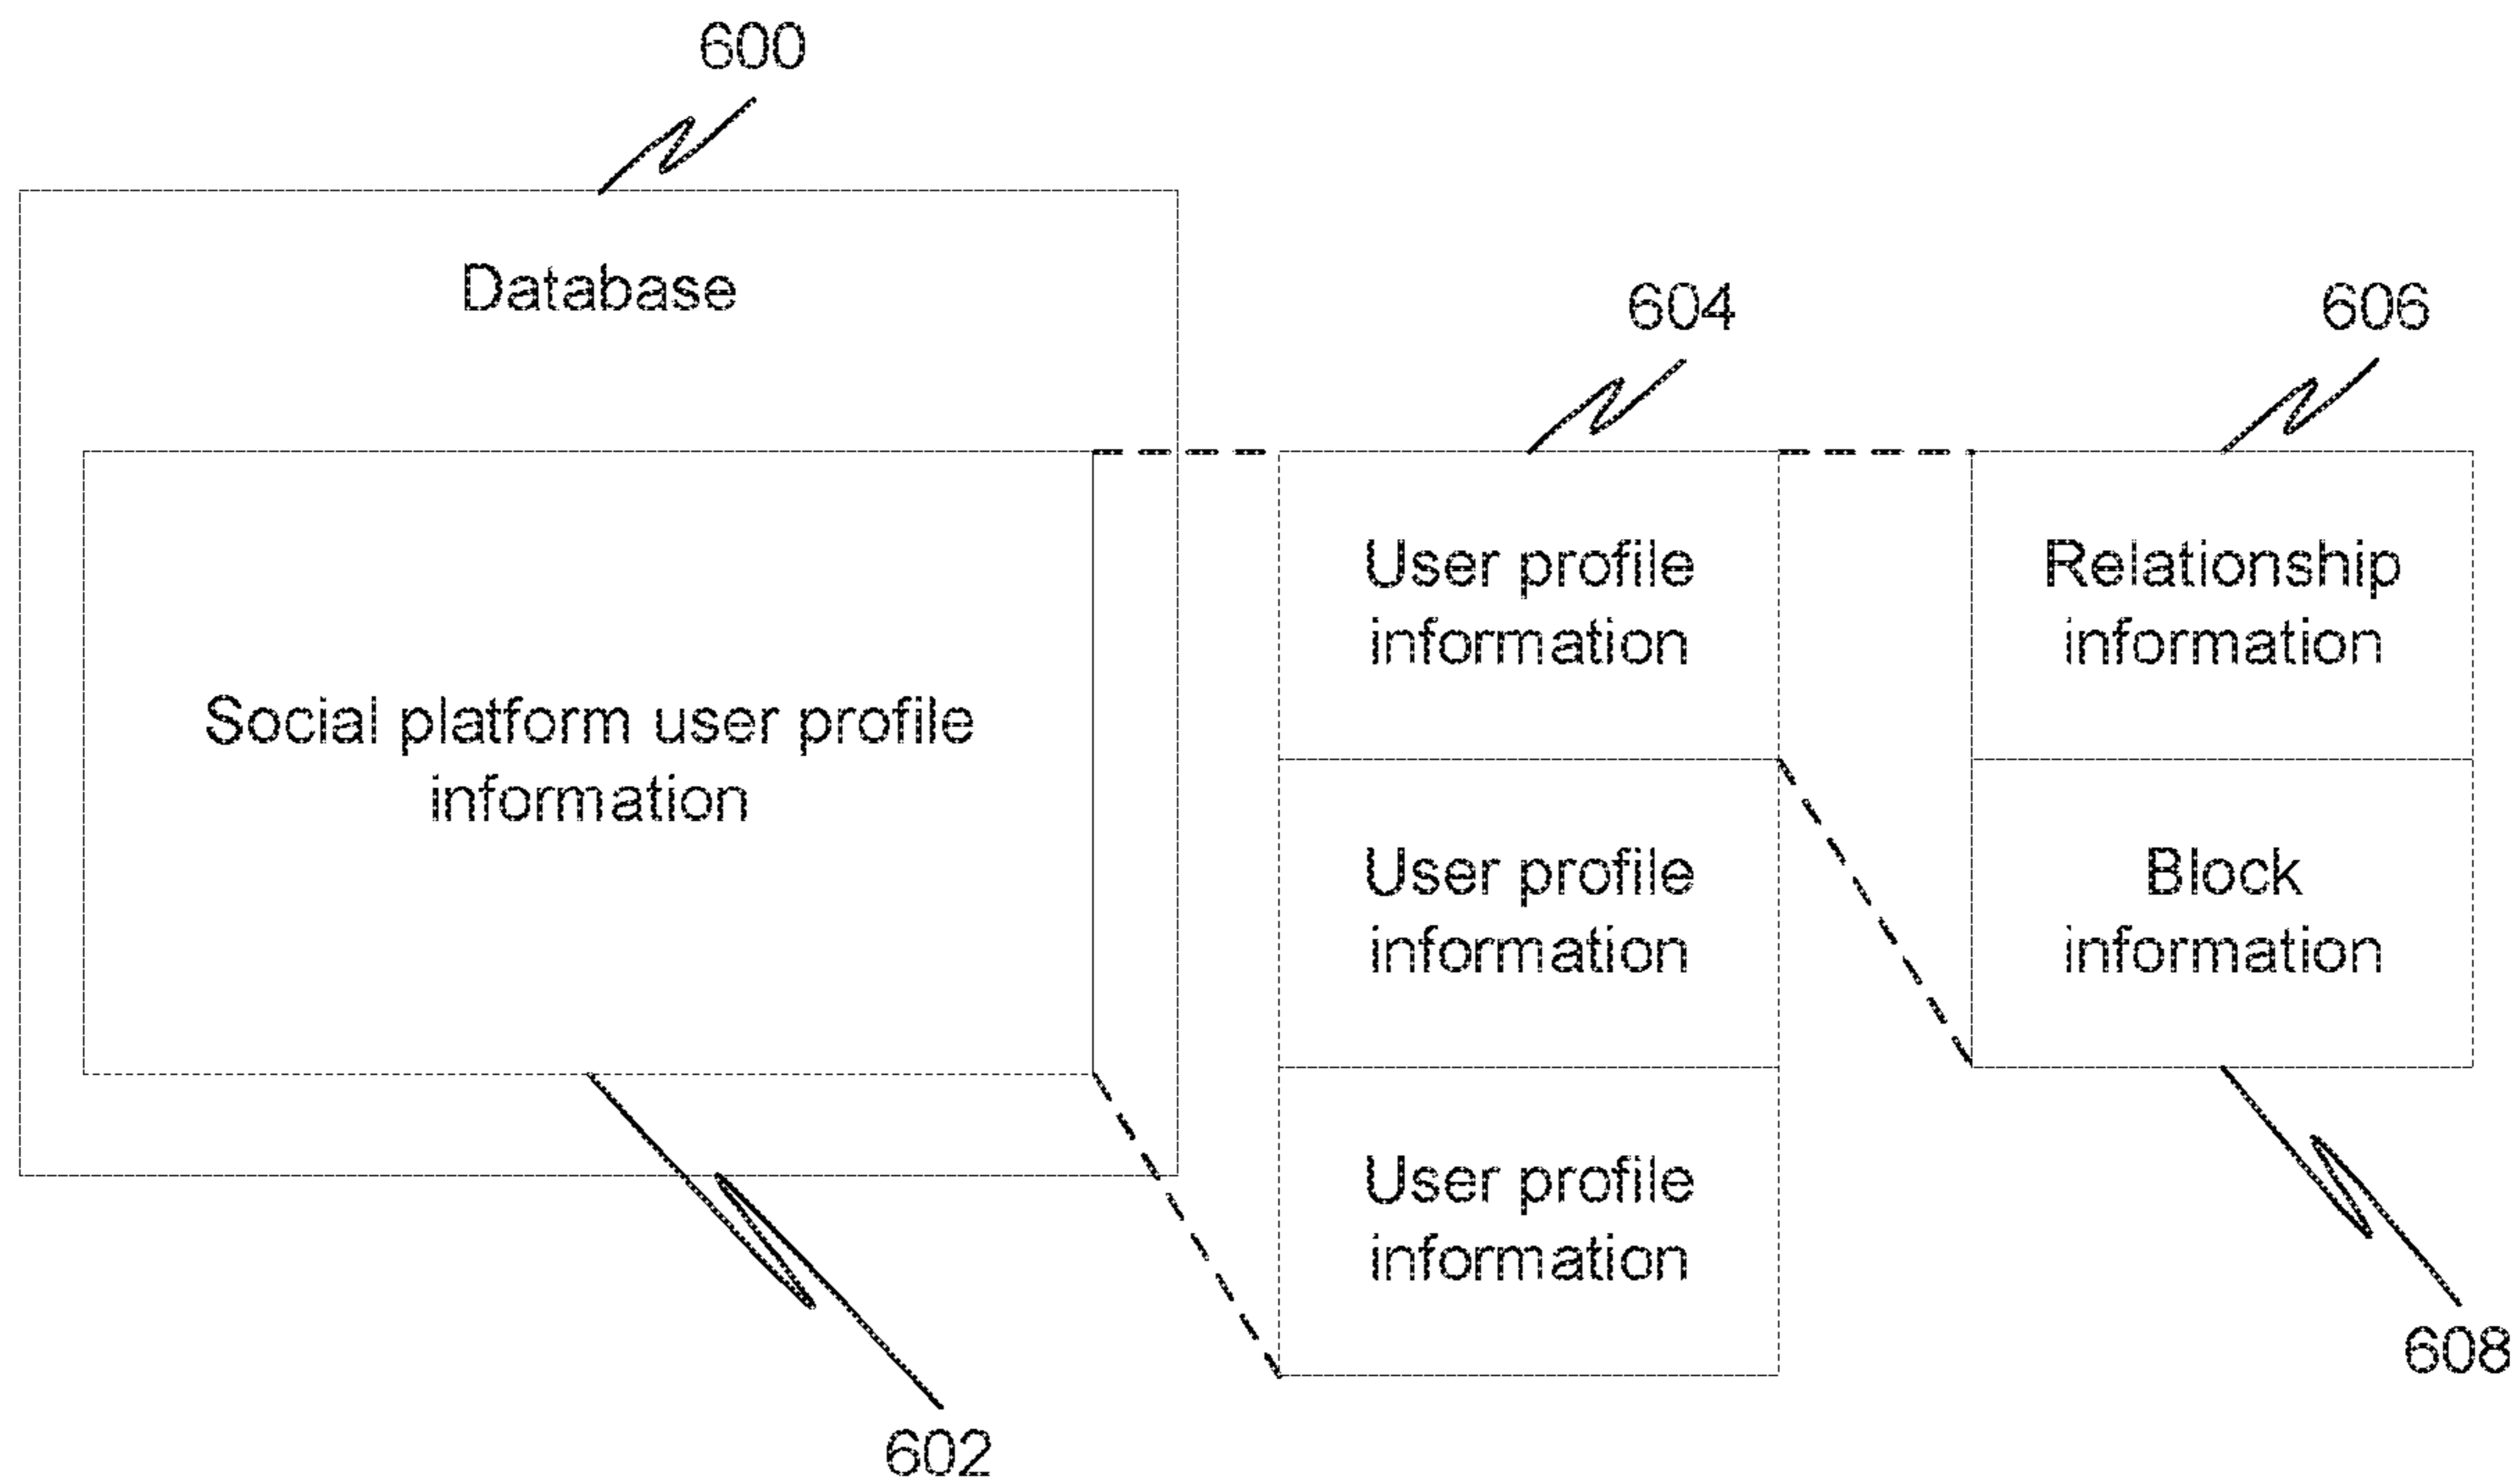 600
Database
604
606
User profile
information
Relationship
information
Social platform user profile
information
User profile
information
Block
information
User profile
information
608
602